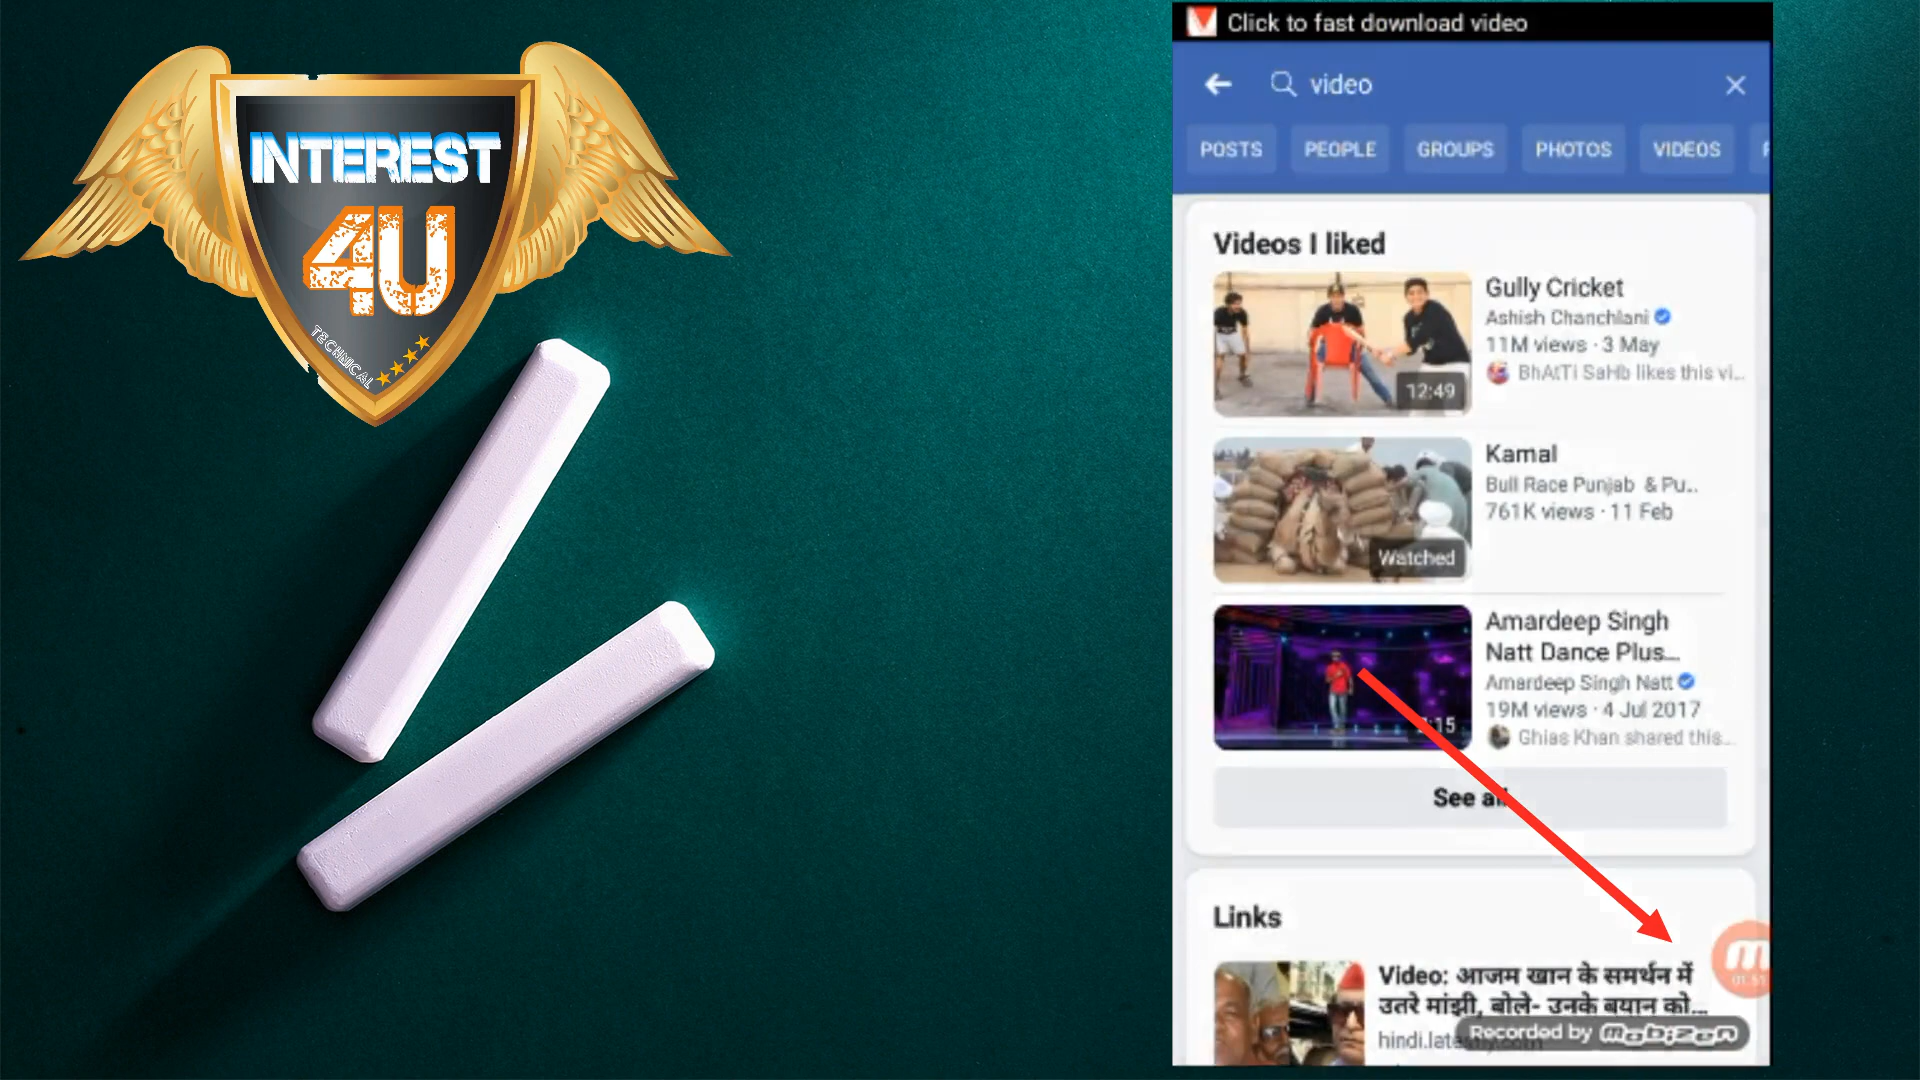 INTEREST
4U
TECHNICAL
Click to fast download video
video
POSTS
PEOPLE
GROUPS
PHOTOS
VIDEOS
Videos I liked
Gully Cricket
Ashish Chanchlani
11M views · 3 May
BhAtTi SaHb likes this vi...
12:49
Kamal
Bull Race Punjab & Pu...
761K views · 11 Feb
Watched
Amardeep Singh
Natt Dance Plus...
Amardeep Singh Natt
19M views · 4 Jul 2017
Ghias Khan shared this...
:15
See all
Links
Video: आजम खान के समर्थन में
उतरे मांझी, बोले- उनके बयान को...
Recorded by mobizen